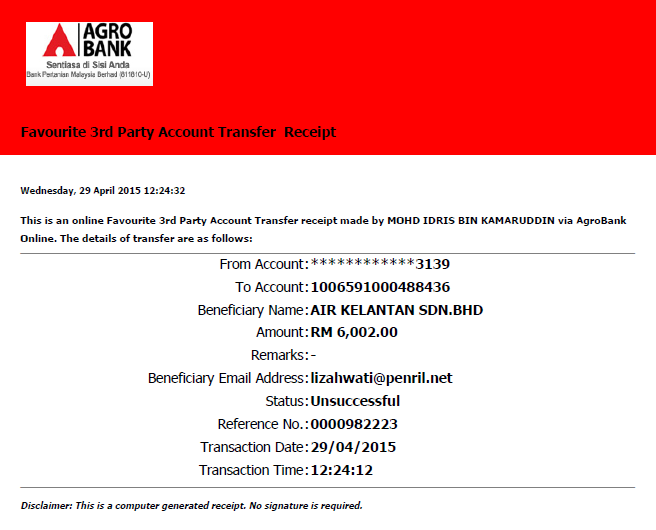 AGRO
BANK
Sentiasa di Sisi Anda
Bank Pertanian Malaysia Berhad (811810-U)
Favourite 3rd Party Account Transfer Receipt
Wednesday, 29 April 2015 12:24:32
This is an online Favourite 3rd Party Account Transfer receipt made by MOHD IDRIS BIN KAMARUDDIN via AgroBank
Online. The details of transfer are as follows:
From Account:************3139
To Account:1006591000488436
Beneficiary Name:AIR KELANTAN SDN.BHD
Amount:RM 6,002.00
Remarks:-
Beneficiary Email Address:lizahwati@penril.net
Status:Unsuccessful
Reference No.:0000982223
Transaction Date:29/04/2015
Transaction Time:12:24:12
Disclaimer: This is a computer generated receipt. No signature is required.